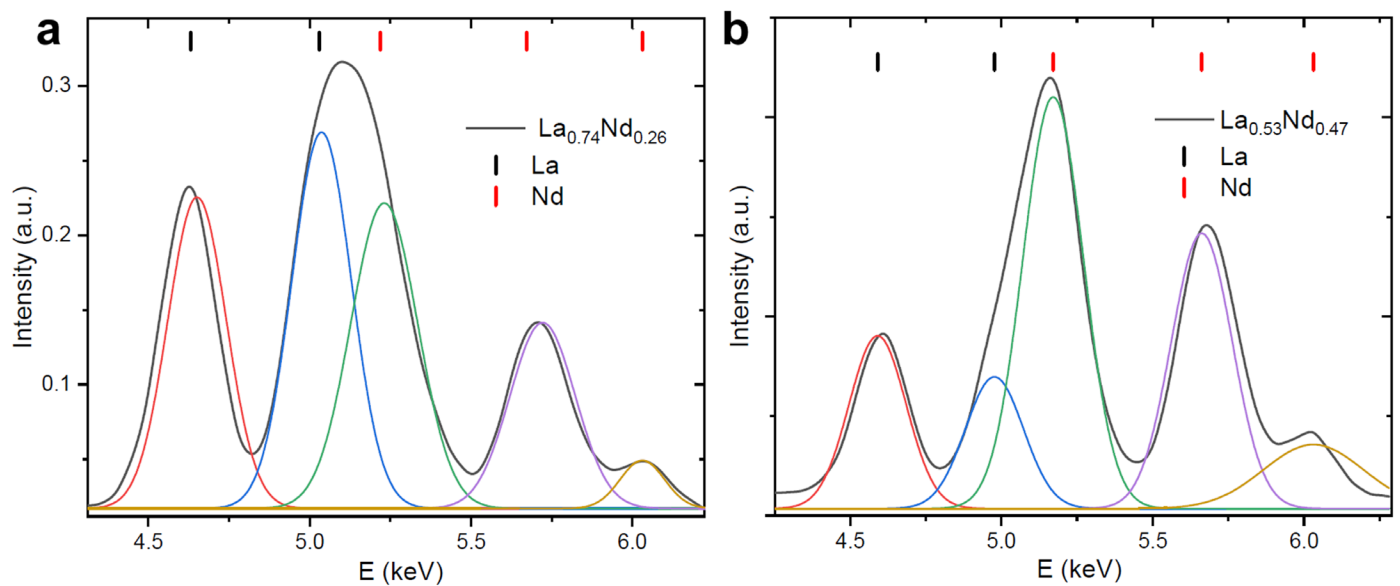 a
La₀.₇₄Nd₀.₂₆
La
Nd
0.3
0.2
0.1
Intensity (a.u.)
4.5 5.0 5.5 6.0
E (keV)
b
La₀.₅₃Nd₀.₄₇
La
Nd
Intensity (a.u.)
4.5 5.0 5.5 6.0
E (keV)